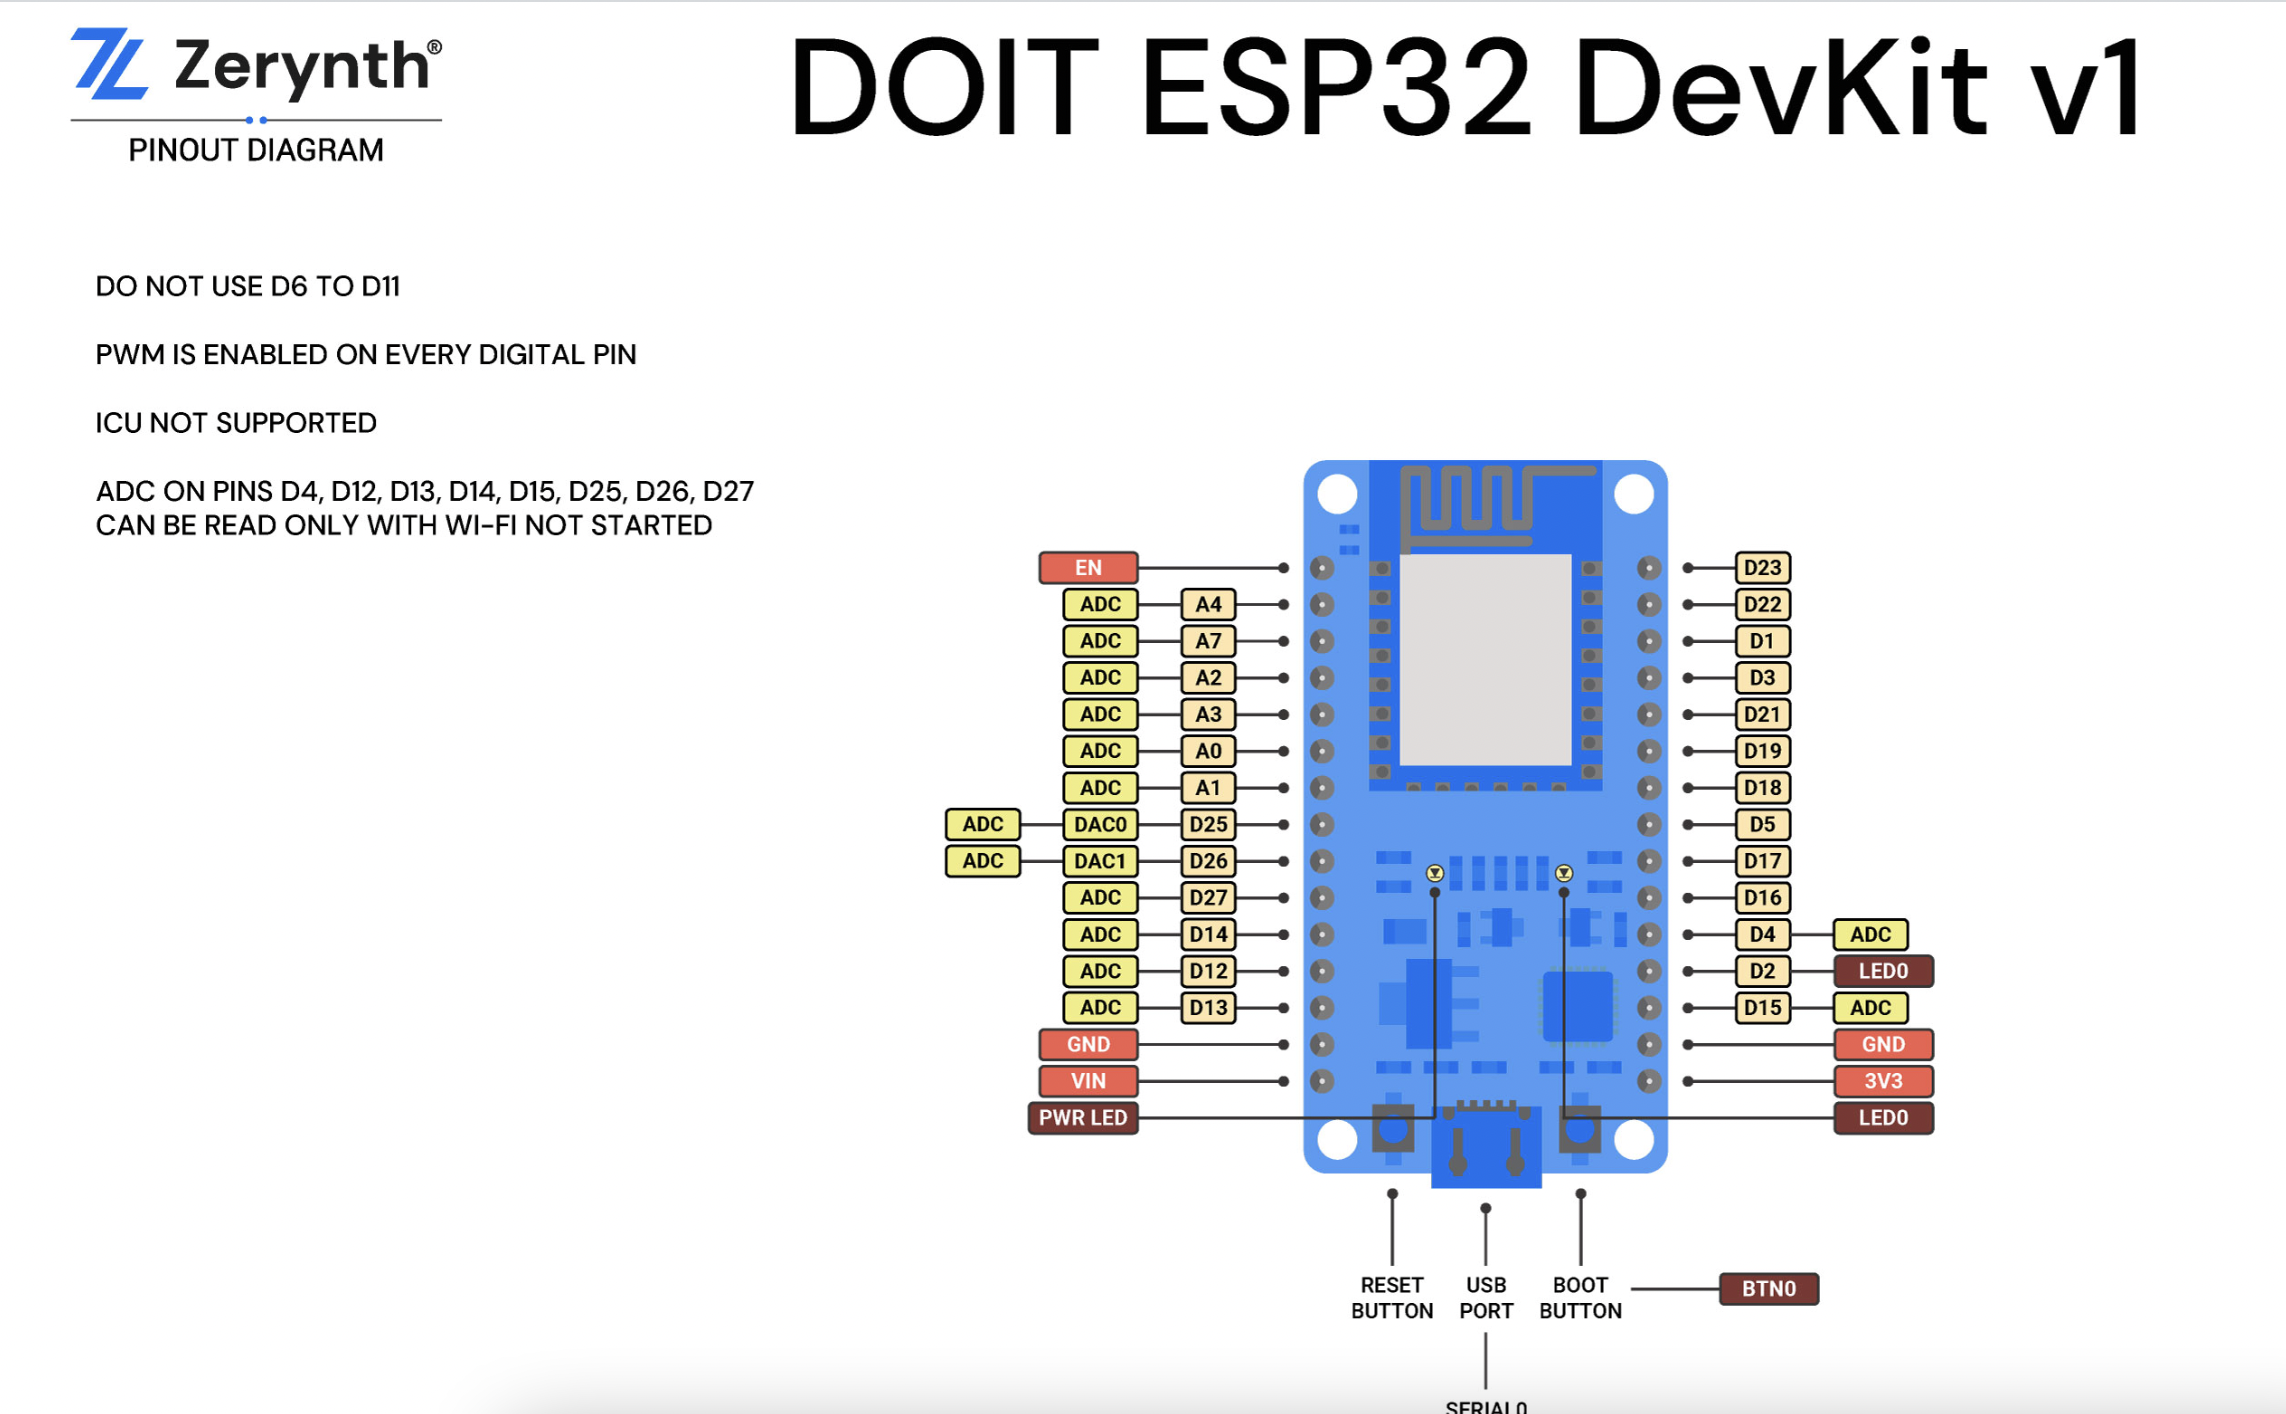 Zerynth®
PINOUT DIAGRAM
DOIT ESP32 DevKit v1
DO NOT USE D6 TO D11
PWM IS ENABLED ON EVERY DIGITAL PIN
ICU NOT SUPPORTED
ADC ON PINS D4, D12, D13, D14, D15, D25, D26, D27
CAN BE READ ONLY WITH WI-FI NOT STARTED
EN D23
ADC A4 D22
ADC A7 D1
ADC A2 D3
ADC A3 D21
ADC A0 D19
ADC A1 D18
ADC DAC0 D25 D5
ADC DAC1 D26 D17
ADC D27 D16
ADC D14 D4 ADC
ADC D12 D2 LED0
ADC D13 D15 ADC
GND GND
VIN 3V3
PWR LED LED0
RESET BUTTON
USB PORT
BOOT BUTTON
BTN0
SERIAL0